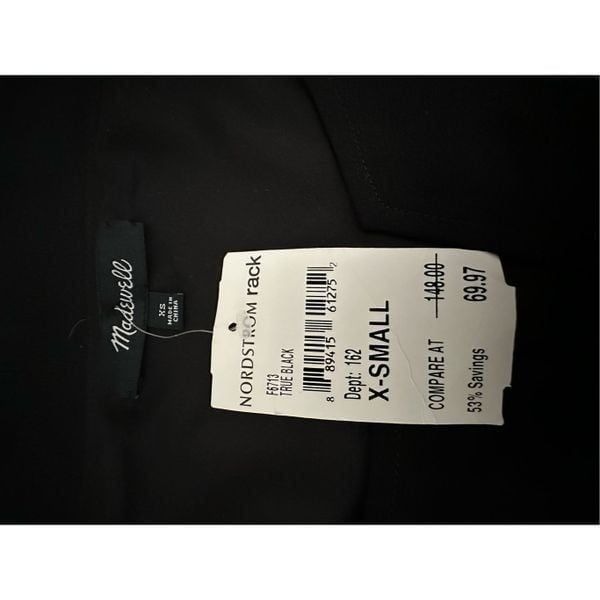 Madewell
XS
MADE IN
CHINA
NORDSTROM rack
F6713
TRUE BLACK
8 89415 61275 2
Dept: 162
X-SMALL
COMPARE AT 148.00
53% Savings 69.97